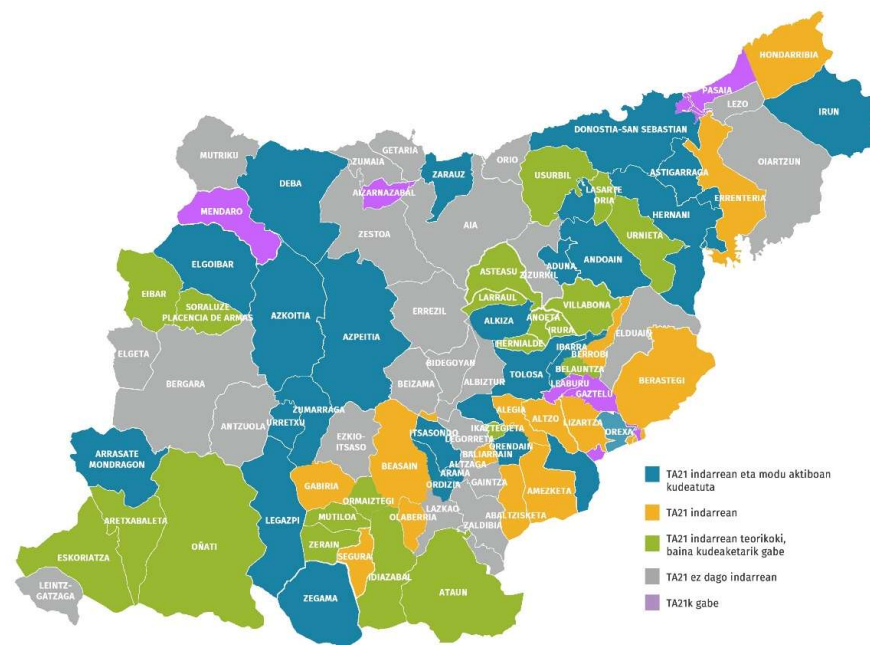 HONDARRIBIA
PASAIA
LEZO
IRUN
DONOSTIA-SAN SEBASTIAN
OIARTZUN
GETARIA
MUTRIKU
ZUMAIA
ORIO
ZARAUZ
DEBA
ASTIGARRAGA
USURBIL
LASARTE
ORIA
AIZARNAZABAL
ERRENTERIA
MENDARO
HERNANI
AIA
ZESTOA
URNIETA
ELGOIBAR
ANDOAIN
ADUNA
ASTEASU
ZIZURKIL
EIBAR
LARRAUL
SORALUZE
PLACENCIA DE ARMAS
VILLABONA
ERREZIL
AZKOITIA
ALKIZA
ANOETA
ELDUAIN
AZPEITIA
IRURA
HERNIALDE
IBARRA
ELGETA
BERROBI
BIDEGOYAN
BELAUNTZA
TOLOSA
BERASTEGI
BERGARA
BEIZAMA
ALBIZTUR
LEABURU
GAZTELU
ZUMARRAGA
ALEGIA
ALTZO
LIZARTZA
ANTZUOLA
URRETXU
ITSASONDO
IKAZTEGIETA
OREXA
LEGORRETA
EZKIO-
ITSASO
ORENDAIN
ARRASATE
MONDRAGON
BEASAIN
BALIARRAIN
ALTZAGA
ARAMA
GAINTZA
GABIRIA
ORDIZIA
AMEZKETA
ORMAIZTEGI
LEGAZPI
LAZKAO
ABALTZISKETA
OLABERRIA
MUTILOA
ARETXABALETA
ZALDIBIA
OÑATI
ZERAIN
ESKORIATZA
SEGURA
IDIAZABAL
LEINTZ-
GATZAGA
ATAUN
ZEGAMA
TA21 indarrean eta modu aktiboan
kudeatuta
TA21 indarrean
TA21 indarrean teorikoki,
baina kudeaketarik gabe
TA21 ez dago indarrean
TA21k gabe